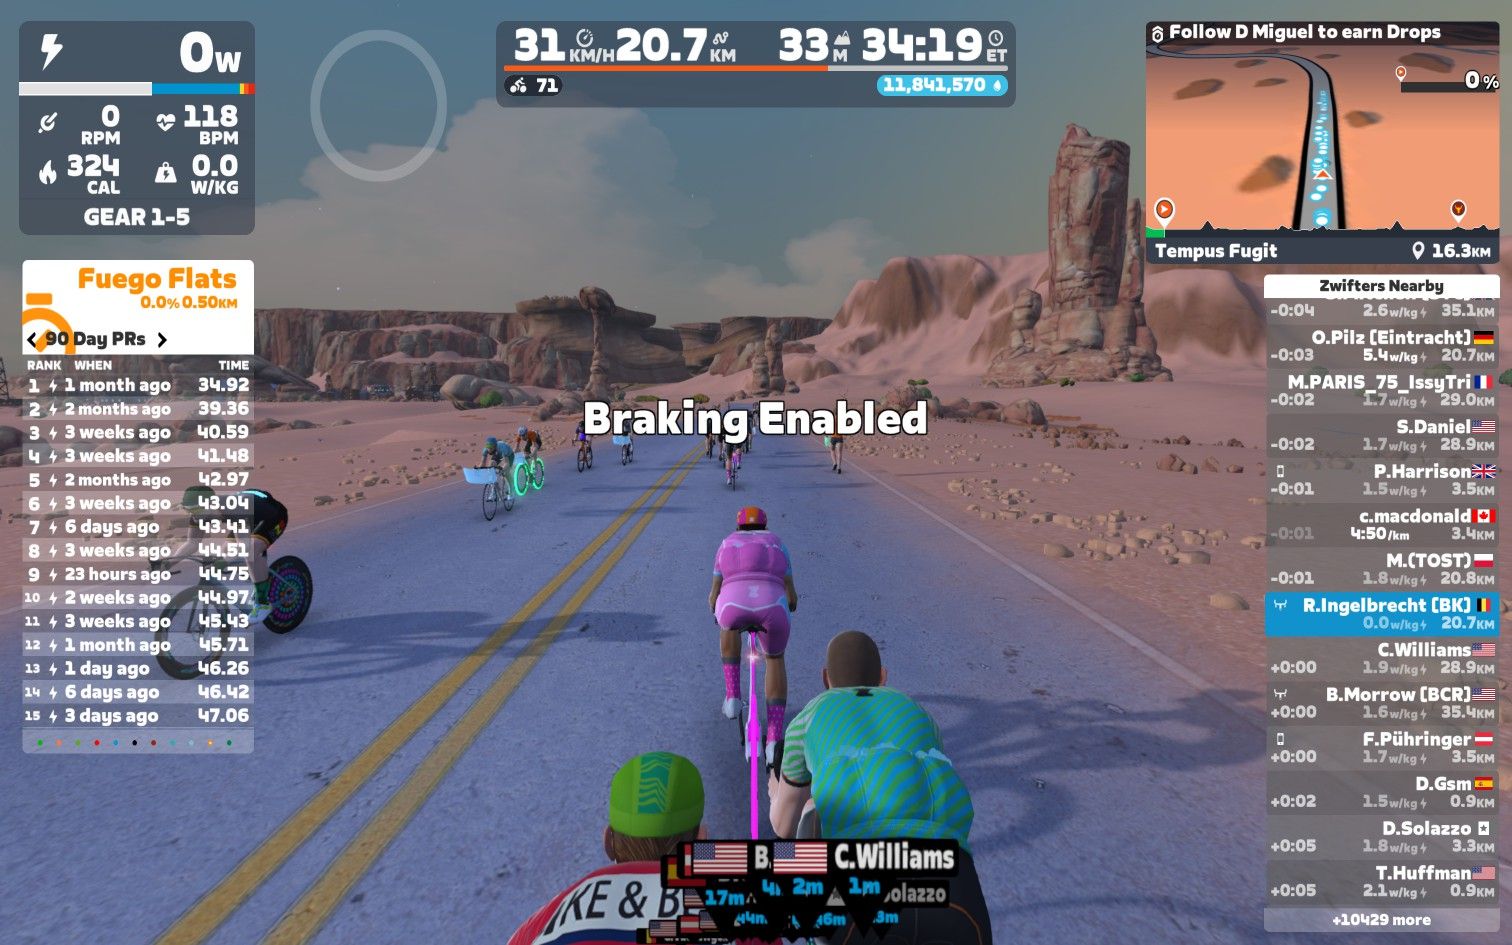 0w
0 RPM
118 BPM
324 CAL
0.0 W/KG
GEAR 1-5
31 KM/H 20.7 KM 33 M 34:19 ET
71
11,841,570
Follow D Miguel to earn Drops
0 %
Tempus Fugit 16.3KM
Fuego Flats
0.0% 0.50KM
< 90 Day PRs >
RANK WHEN TIME
1 1 month ago 34.92
2 2 months ago 39.36
3 3 weeks ago 40.59
4 3 weeks ago 41.48
5 2 months ago 42.97
6 3 weeks ago 43.04
7 6 days ago 43.41
8 3 weeks ago 44.51
9 23 hours ago 44.75
10 2 weeks ago 44.97
11 3 weeks ago 45.43
12 1 month ago 45.71
13 1 day ago 46.26
14 6 days ago 46.42
15 3 days ago 47.06
Braking Enabled
Zwifters Nearby
-0:04 2.6w/kg 35.1KM
O.Pilz (Eintracht)
-0:03 5.4w/kg 20.7KM
M.PARIS_75_IssyTri
-0:02 1.7w/kg 29.0KM
S.Daniel
-0:02 1.7w/kg 28.9KM
P.Harrison
-0:01 1.5w/kg 3.5KM
c.macdonald
-0:01 4:50/km 3.4KM
M.(TOST)
-0:01 1.8w/kg 20.8KM
R.Ingelbrecht (BK)
0.0w/kg 20.7KM
C.Williams
+0:00 1.9w/kg 28.9KM
B.Morrow (BCR)
+0:00 1.6w/kg 35.4KM
F.Pühringer
+0:00 1.7w/kg 3.5KM
D.Gsm
+0:02 1.5w/kg 0.9KM
D.Solazzo
+0:05 1.8w/kg 3.3KM
T.Huffman
+0:05 2.1w/kg 0.9KM
+10429 more
B. C.Williams
17m 2m 1m